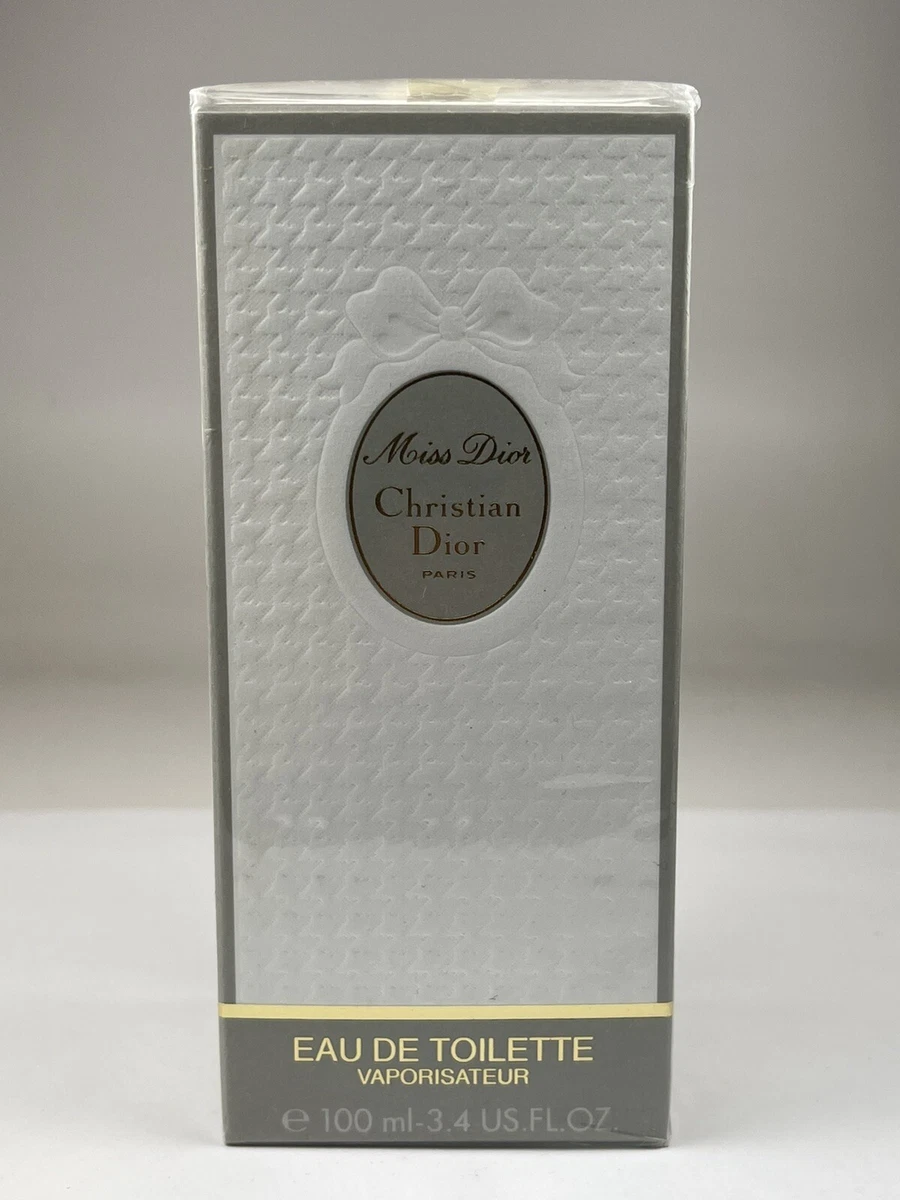 Miss Dior
Christian
Dior
PARIS
EAU DE TOILETTE
VAPORISATEUR
℮ 100 ml-3.4 US.FL.OZ.